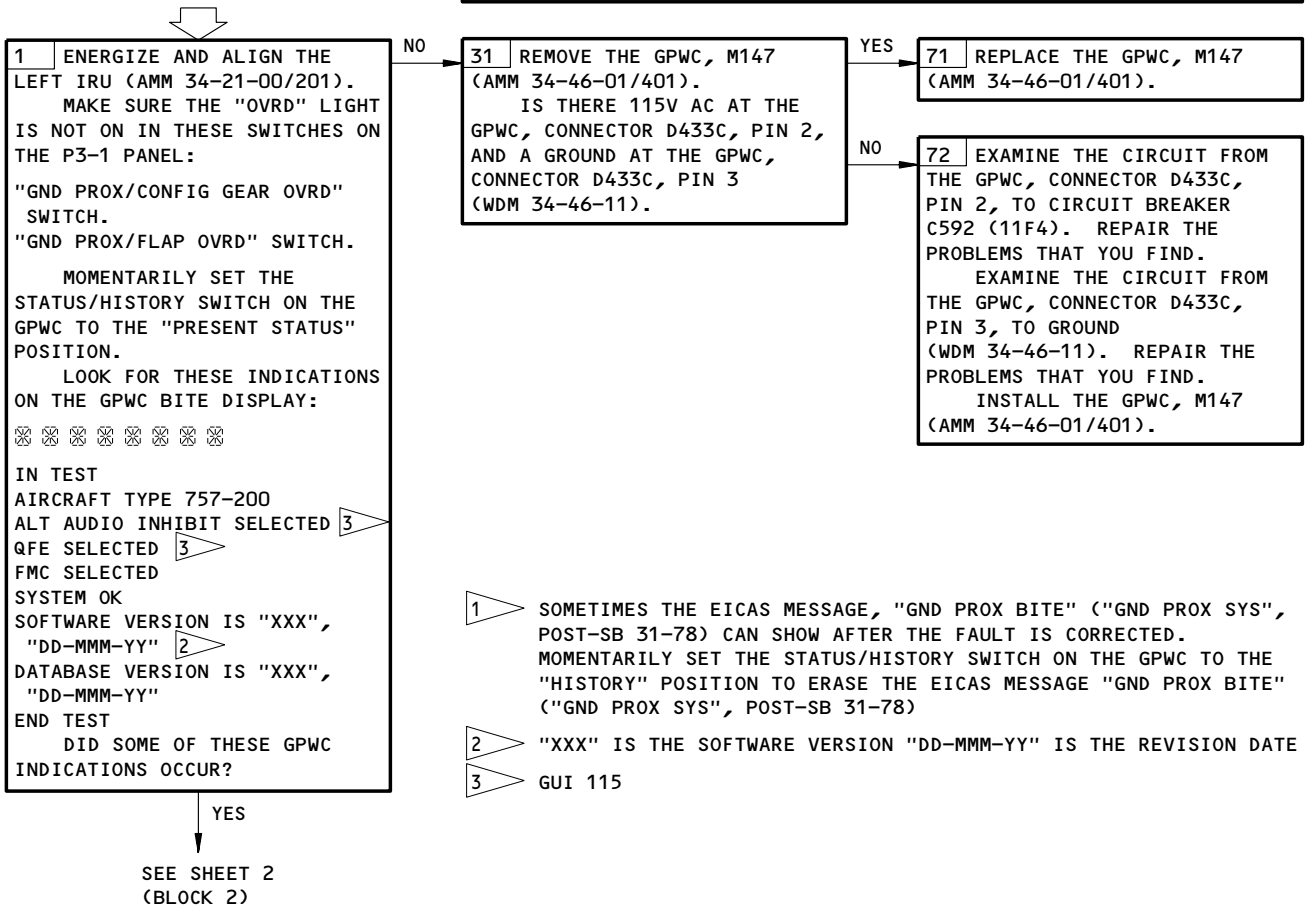 1 ENERGIZE AND ALIGN THE
LEFT IRU (AMM 34-21-00/201).
MAKE SURE THE "OVRD" LIGHT
IS NOT ON IN THESE SWITCHES ON
THE P3-1 PANEL:
"GND PROX/CONFIG GEAR OVRD"
SWITCH.
"GND PROX/FLAP OVRD" SWITCH.
MOMENTARILY SET THE
STATUS/HISTORY SWITCH ON THE
GPWC TO THE "PRESENT STATUS"
POSITION.
LOOK FOR THESE INDICATIONS
ON THE GPWC BITE DISPLAY:
IN TEST
AIRCRAFT TYPE 757-200
ALT AUDIO INHIBIT SELECTED 3
QFE SELECTED 3
FMC SELECTED
SYSTEM OK
SOFTWARE VERSION IS "XXX",
"DD-MMM-YY" 2
DATABASE VERSION IS "XXX",
"DD-MMM-YY"
END TEST
DID SOME OF THESE GPWC
INDICATIONS OCCUR?
YES
SEE SHEET 2
(BLOCK 2)
NO
31 REMOVE THE GPWC, M147
(AMM 34-46-01/401).
IS THERE 115V AC AT THE
GPWC, CONNECTOR D433C, PIN 2,
AND A GROUND AT THE GPWC,
CONNECTOR D433C, PIN 3
(WDM 34-46-11).
YES
71 REPLACE THE GPWC, M147
(AMM 34-46-01/401).
NO
72 EXAMINE THE CIRCUIT FROM
THE GPWC, CONNECTOR D433C,
PIN 2, TO CIRCUIT BREAKER
C592 (11F4). REPAIR THE
PROBLEMS THAT YOU FIND.
EXAMINE THE CIRCUIT FROM
THE GPWC, CONNECTOR D433C,
PIN 3, TO GROUND
(WDM 34-46-11). REPAIR THE
PROBLEMS THAT YOU FIND.
INSTALL THE GPWC, M147
(AMM 34-46-01/401).
1 SOMETIMES THE EICAS MESSAGE, "GND PROX BITE" ("GND PROX SYS",
POST-SB 31-78) CAN SHOW AFTER THE FAULT IS CORRECTED.
MOMENTARILY SET THE STATUS/HISTORY SWITCH ON THE GPWC TO THE
"HISTORY" POSITION TO ERASE THE EICAS MESSAGE "GND PROX BITE"
("GND PROX SYS", POST-SB 31-78)
2 "XXX" IS THE SOFTWARE VERSION "DD-MMM-YY" IS THE REVISION DATE
3 GUI 115